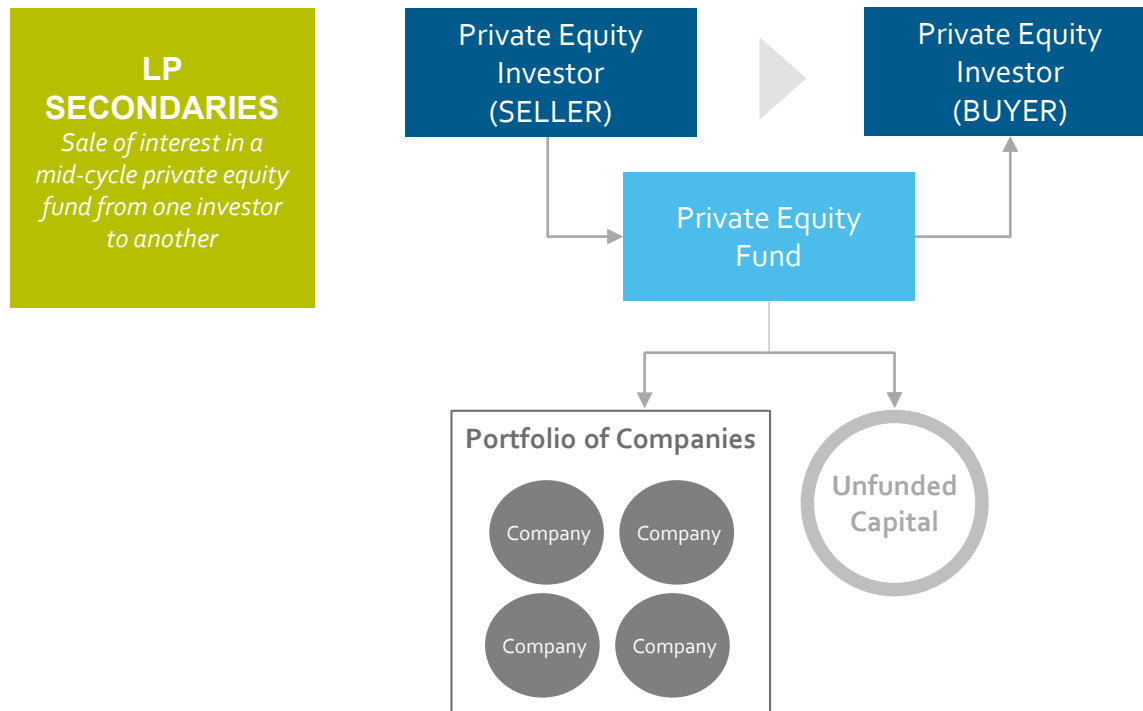 LP
SECONDARIES
Sale of interest in a
mid-cycle private equity
fund from one investor
to another
Private Equity
Investor
(SELLER)
Private Equity
Investor
(BUYER)
Private Equity
Fund
Portfolio of Companies
Company
Company
Company
Company
Unfunded
Capital